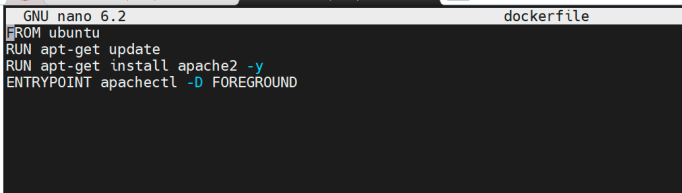 GNU nano 6.2 dockerfile
FROM ubuntu
RUN apt-get update
RUN apt-get install apache2 -y
ENTRYPOINT apachectl -D FOREGROUND